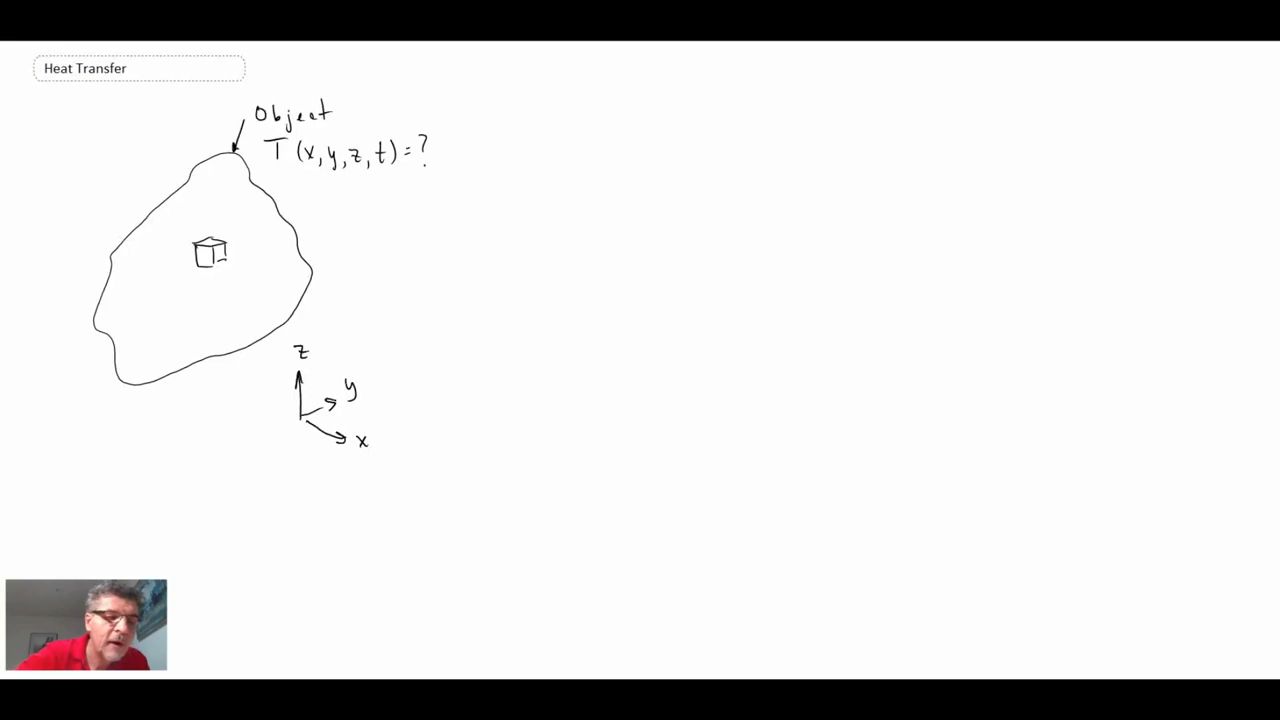 Heat Transfer
Object
T(x,y,z,t)=?
z
y
x